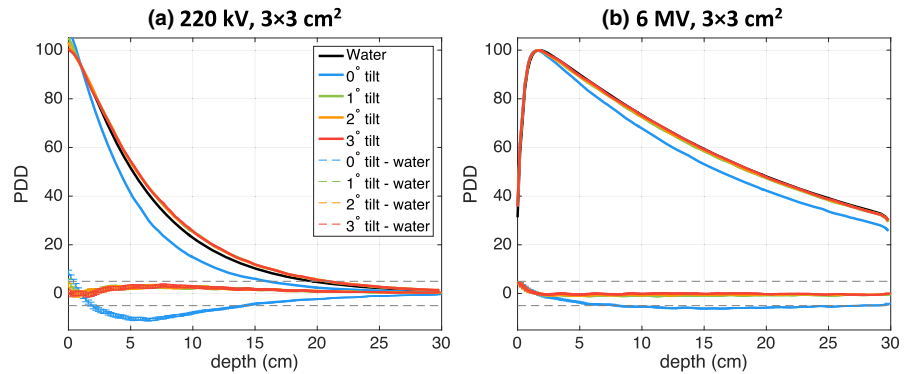 (a) 220 kV, 3×3 cm²
PDD
100
80
60
40
20
0
0
5
10
15
20
25
30
depth (cm)
Water
0° tilt
1° tilt
2° tilt
3° tilt
0° tilt - water
1° tilt - water
2° tilt - water
3° tilt - water
(b) 6 MV, 3×3 cm²
PDD
100
80
60
40
20
0
0
5
10
15
20
25
30
depth (cm)